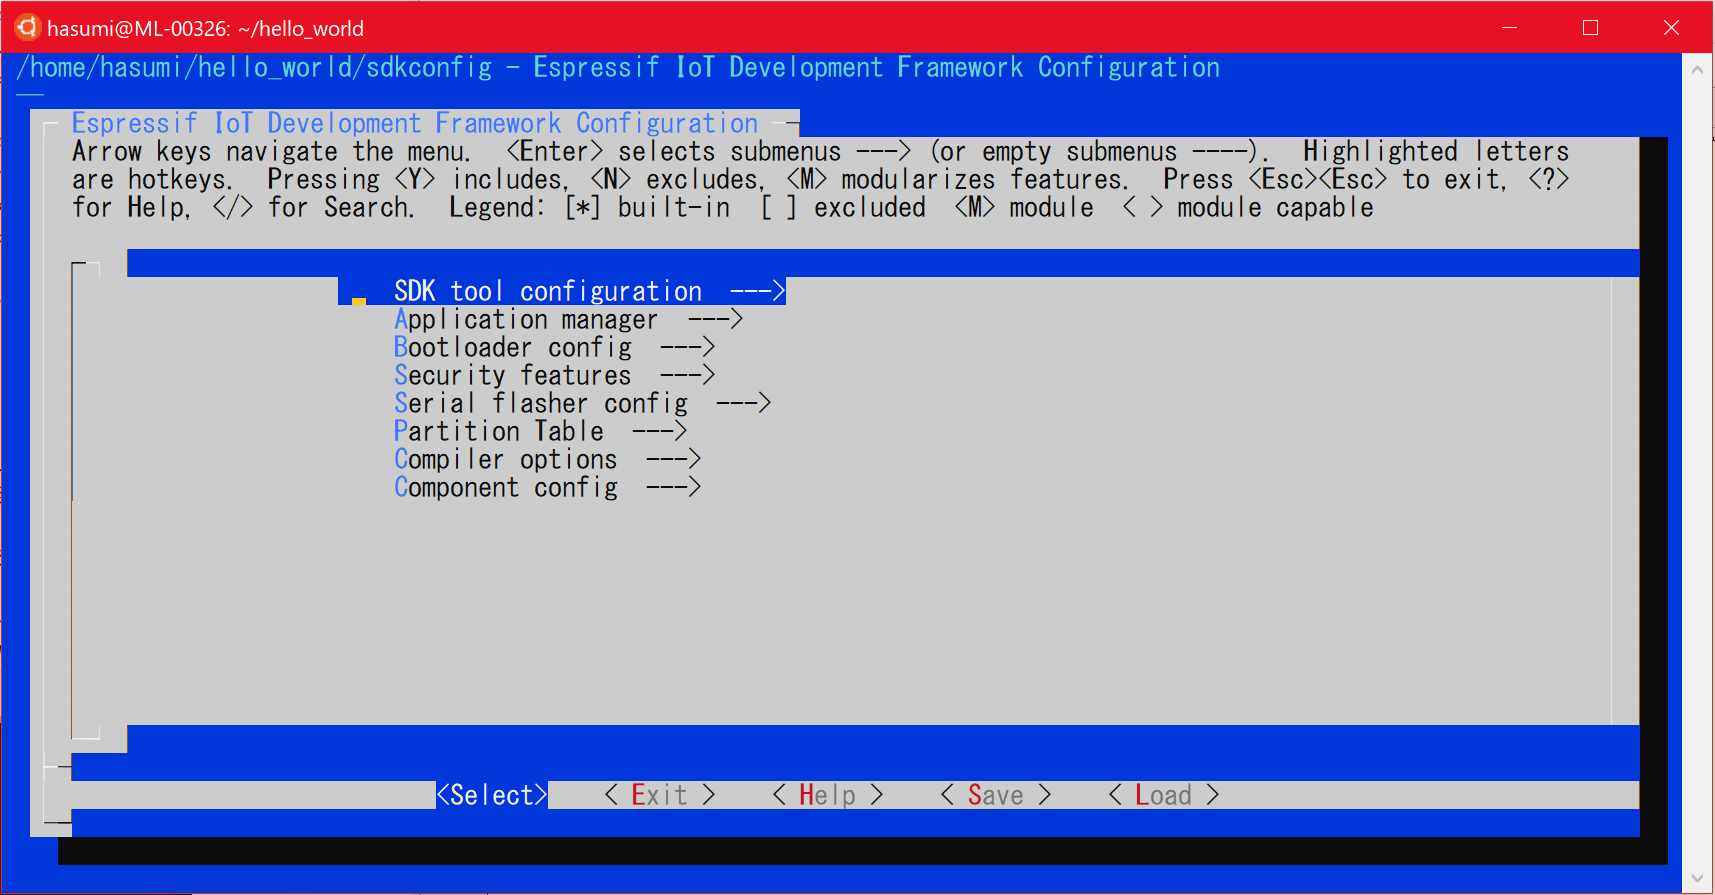 hasumi@ML-00326: ~/hello_world
/home/hasumi/hello_world/sdkconfig - Espressif IoT Development Framework Configuration
Espressif IoT Development Framework Configuration
Arrow keys navigate the menu.  <Enter> selects submenus ---> (or empty submenus ----).  Highlighted letters
are hotkeys.  Pressing <Y> includes, <N> excludes, <M> modularizes features.  Press <Esc><Esc> to exit, <?>
for Help, </> for Search.  Legend: [*] built-in  [ ] excluded  <M> module  < > module capable
SDK tool configuration  --->
Application manager  --->
Bootloader config  --->
Security features  --->
Serial flasher config  --->
Partition Table  --->
Compiler options  --->
Component config  --->
<Select>    < Exit >    < Help >    < Save >    < Load >